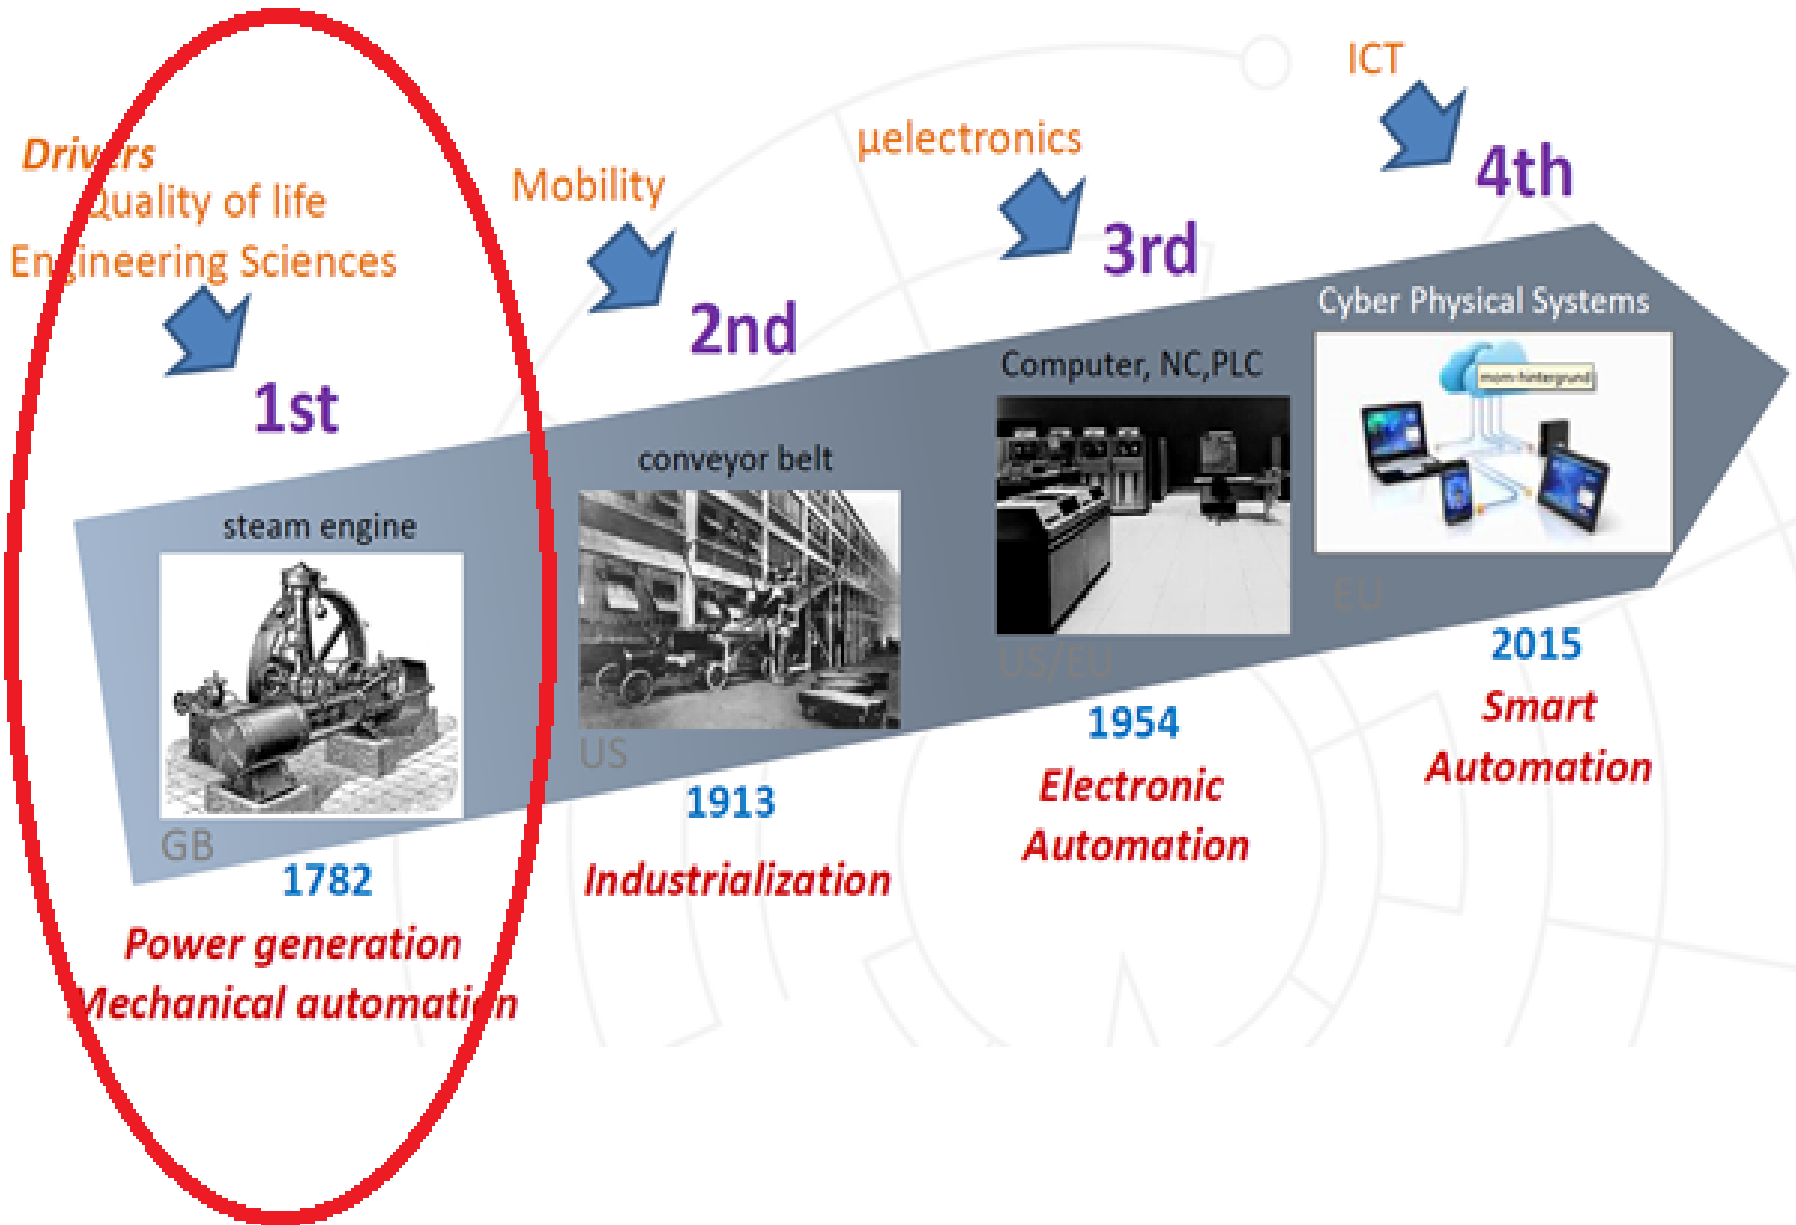 Drivers
Quality of life
Engineering Sciences
1st
steam engine
GB
1782
Power generation
Mechanical automation
Mobility
2nd
conveyor belt
US
1913
Industrialization
µelectronics
3rd
Computer, NC,PLC
US/EU
1954
Electronic
Automation
ICT
4th
Cyber Physical Systems
mom-hintergrund
EU
2015
Smart
Automation